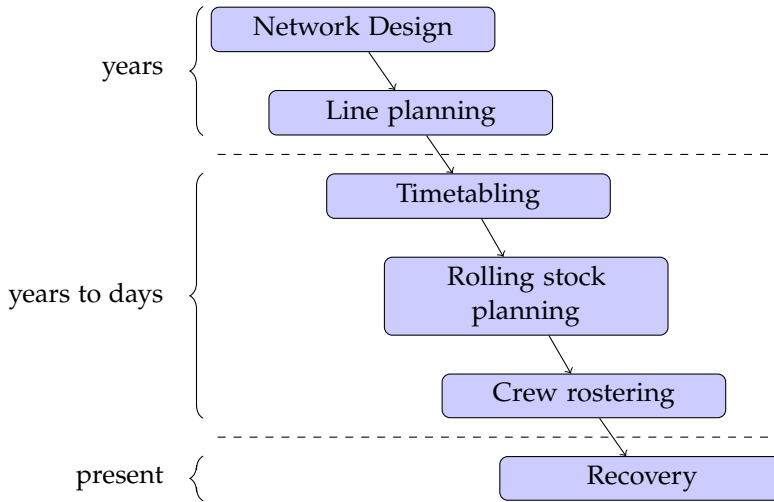 Network Design
years
Line planning
Timetabling
years to days
Rolling stock
planning
Crew rostering
present
Recovery